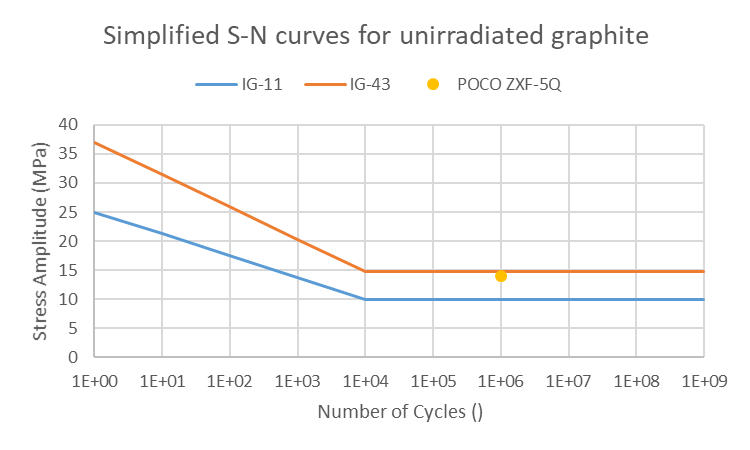 Simplified S-N curves for unirradiated graphite
IG-11 IG-43 POCO ZXF-5Q
Stress Amplitude (MPa)
40
35
30
25
20
15
10
5
0
1E+00 1E+01 1E+02 1E+03 1E+04 1E+05 1E+06 1E+07 1E+08 1E+09
Number of Cycles ()